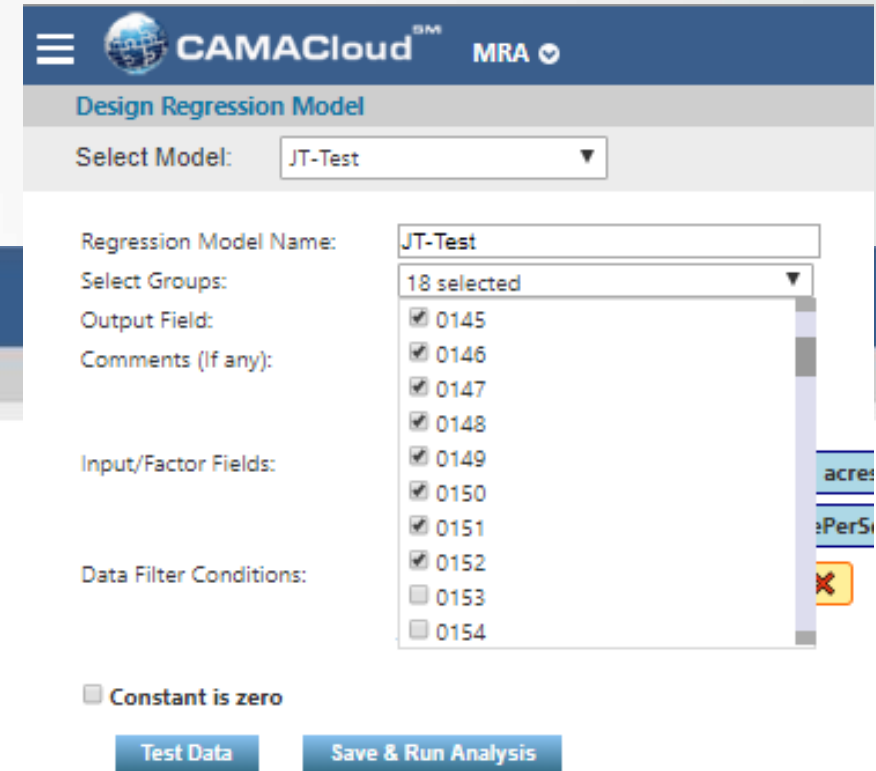 CAMACloud℠ MRA
Design Regression Model
Select Model: JT-Test
Regression Model Name: JT-Test
Select Groups: 18 selected
Output Field:
Comments (If any):
0145
0146
0147
0148
0149
0150
0151
0152
0153
0154
Input/Factor Fields:
acres
ePerS
Data Filter Conditions:
Constant is zero
Test Data Save & Run Analysis